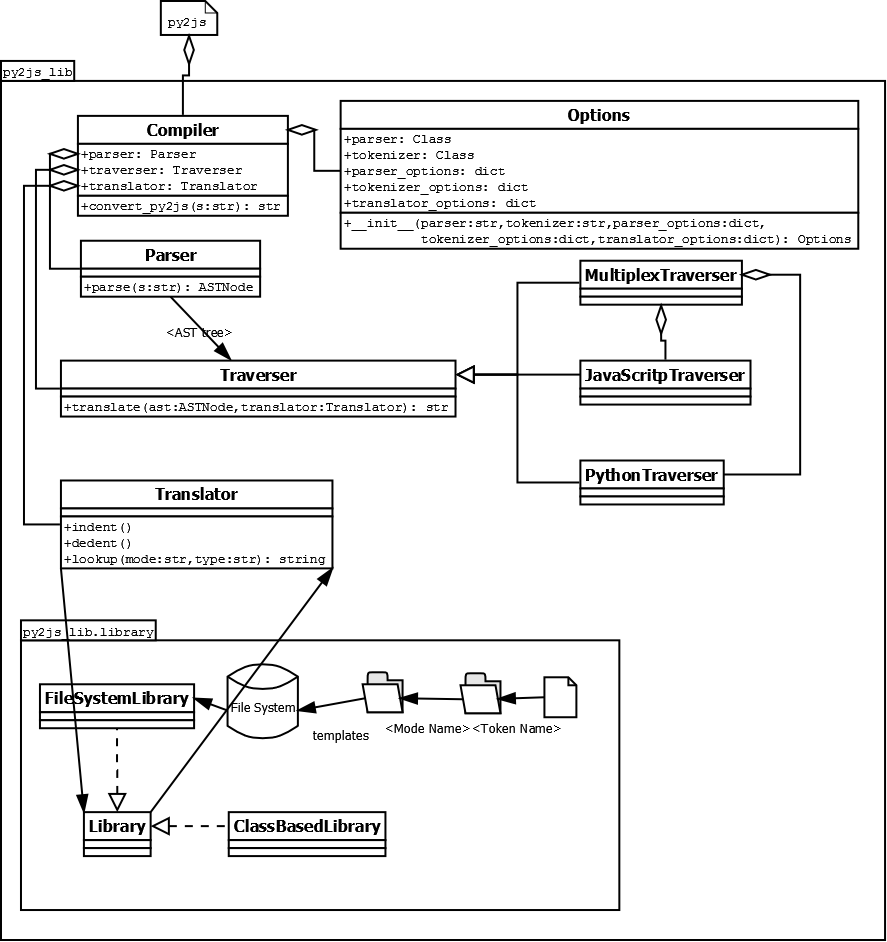 py2js
py2js_lib
Compiler
+parser: Parser
+traverser: Traverser
+translator: Translator
+convert_py2js(s:str): str
Options
+parser: Class
+tokenizer: Class
+parser_options: dict
+tokenizer_options: dict
+translator_options: dict
+__init__(parser:str,tokenizer:str,parser_options:dict,
tokenizer_options:dict,translator_options:dict): Options
Parser
+parse(s:str): ASTNode
<AST tree>
MultiplexTraverser
Traverser
+translate(ast:ASTNode,translator:Translator): str
JavaScritpTraverser
PythonTraverser
Translator
+indent()
+dedent()
+lookup(mode:str,type:str): string
py2js_lib.library
FileSystemLibrary
File System
templates
<Mode Name>
<Token Name>
Library
ClassBasedLibrary